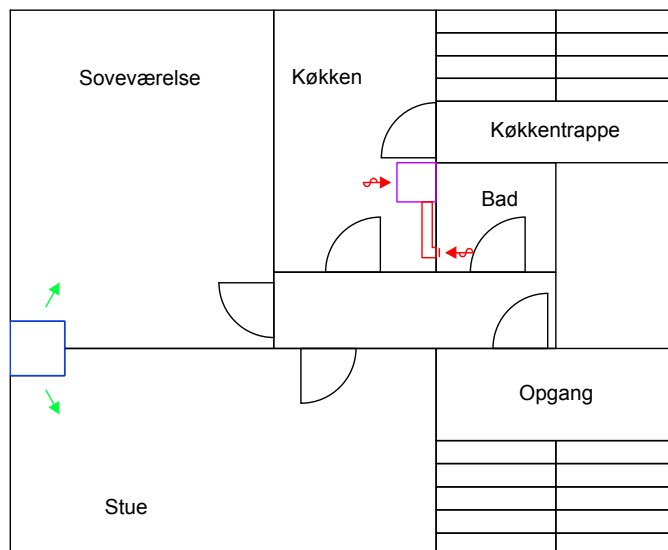 Soveværelse
Køkken
Køkkentrappe
Bad
Opgang
Stue